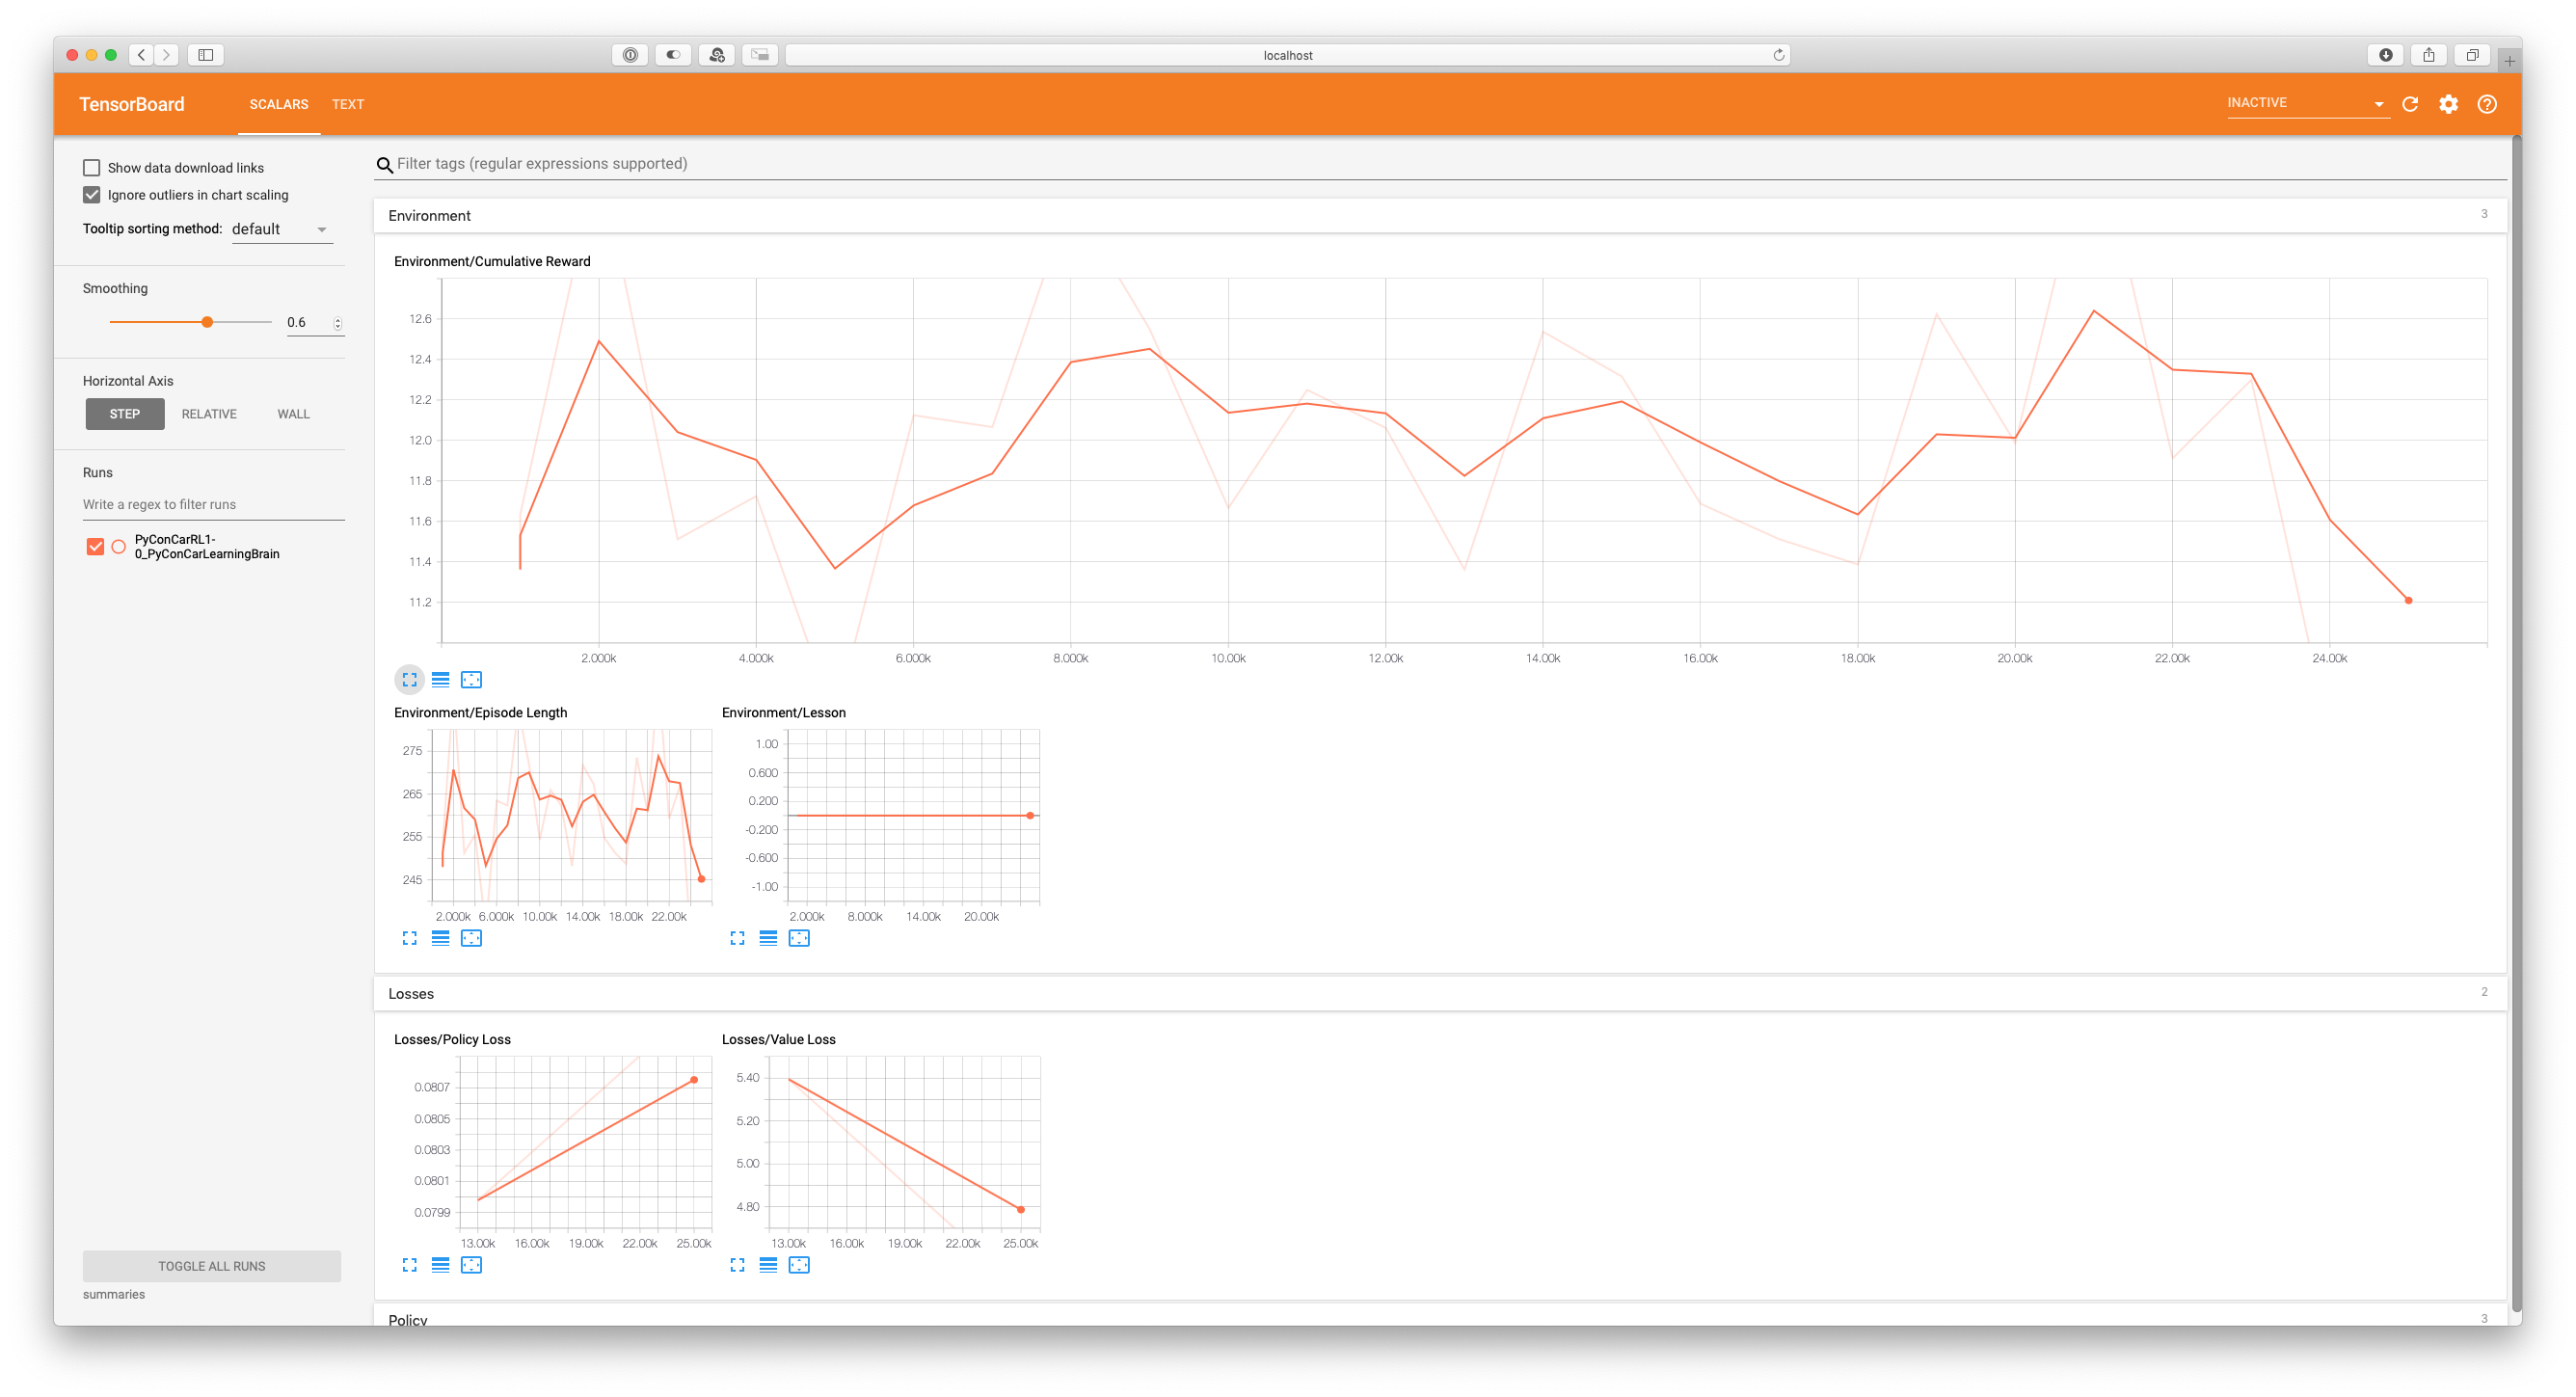 localhost
TensorBoard
SCALARS
TEXT
INACTIVE
Show data download links
Ignore outliers in chart scaling
Tooltip sorting method: default
Smoothing
0.6
Horizontal Axis
STEP RELATIVE WALL
Runs
Write a regex to filter runs
PyConCarRL1-
0_PyConCarLearningBrain
TOGGLE ALL RUNS
summaries
Filter tags (regular expressions supported)
Environment 3
Environment/Cumulative Reward
12.6
12.4
12.2
12.0
11.8
11.6
11.4
11.2
2.000k 4.000k 6.000k 8.000k 10.00k 12.00k 14.00k 16.00k 18.00k 20.00k 22.00k 24.00k
Environment/Episode Length
275
265
255
245
2.000k 6.000k 10.00k 14.00k 18.00k 22.00k
Environment/Lesson
1.00
0.600
0.200
-0.200
-0.600
-1.00
2.000k 8.000k 14.00k 20.00k
Losses 2
Losses/Policy Loss
0.0807
0.0805
0.0803
0.0801
0.0799
13.00k 16.00k 19.00k 22.00k 25.00k
Losses/Value Loss
5.40
5.20
5.00
4.80
13.00k 16.00k 19.00k 22.00k 25.00k
Policy 3